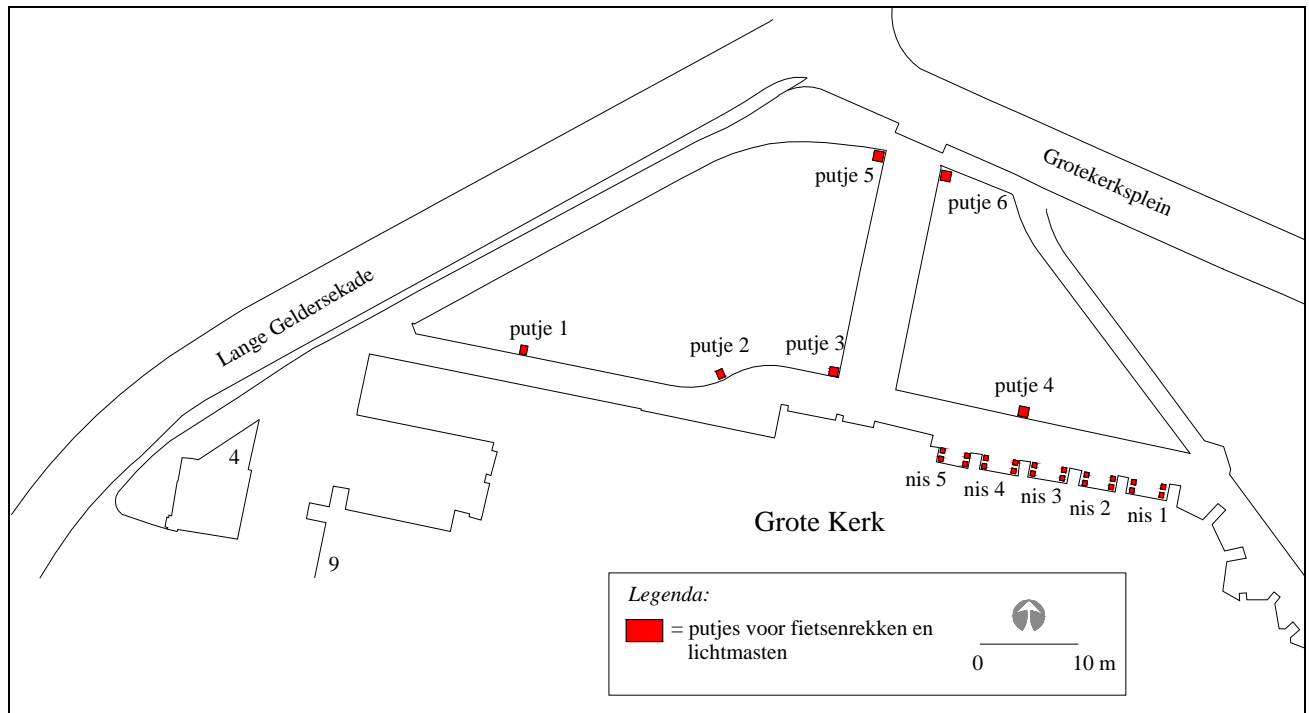 putje 5
Grotekerksplein
putje 6
Lange Geldersekade
putje 1
putje 2
putje 3
putje 4
4
nis 5
nis 4
nis 3
nis 2
nis 1
Grote Kerk
9
Legenda:
= putjes voor fietsenrekken en
lichtmasten
0 10 m